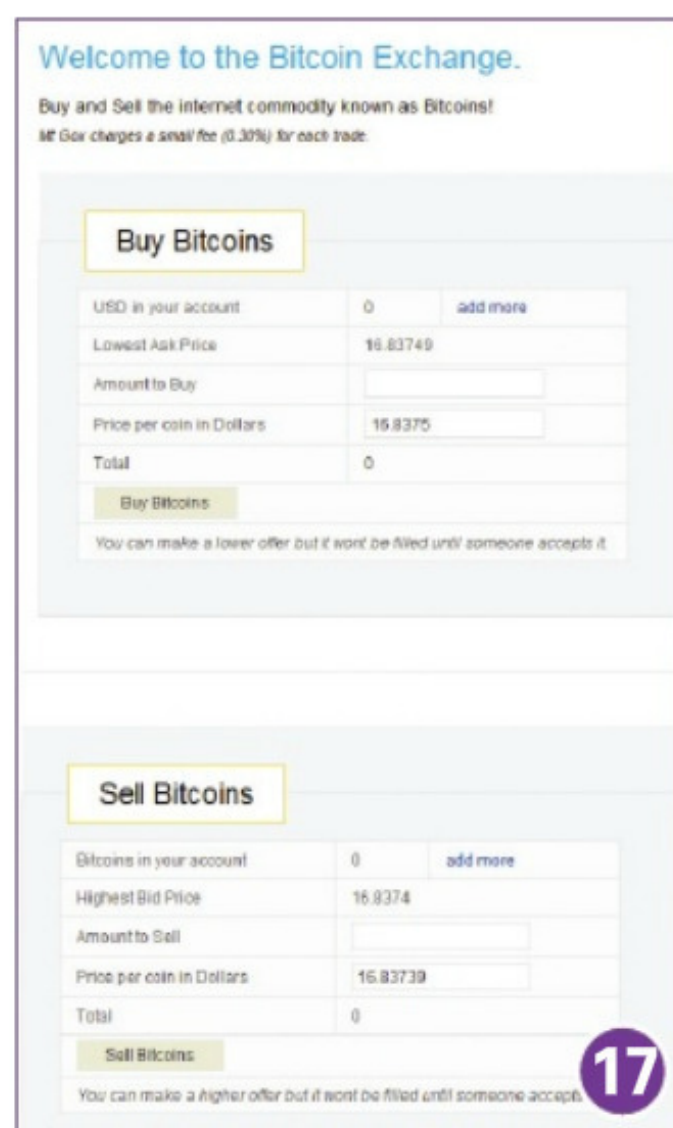 Welcome to the Bitcoin Exchange.
Buy and Sell the internet commodity known as Bitcoins!
Mt Gox charges a small fee (0.30%) for each trade.
Buy Bitcoins
USD in your account 0 add more
Lowest Ask Price 16.83749
Amount to Buy
Price per coin in Dollars 16.8375
Total 0
Buy Bitcoins
You can make a lower offer but it wont be filled until someone accepts it.
Sell Bitcoins
Bitcoins in your account 0 add more
Highest Bid Price 16.8374
Amount to Sell
Price per coin in Dollars 16.83739
Total 0
Sell Bitcoins
You can make a higher offer but it wont be filled until someone accepts
17